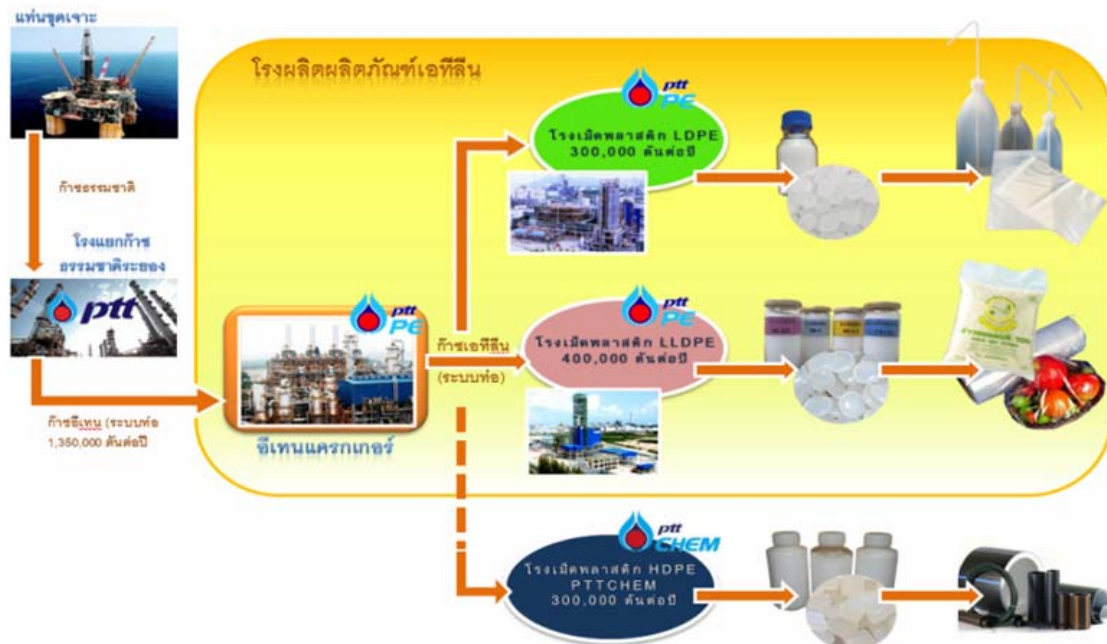 แท่นขุดเจาะ
โรงผลิตผลิตภัณฑ์เอทีลีน
ptt
PE
โรงเม็ดพลาสติก LDPE
300,000 ตันต่อปี
ก๊าซธรรมชาติ
โรงแยกก๊าซ
ธรรมชาติระยอง
ptt
ptt
PE
ptt
PE
ก๊าซเอทีลีน
(ระบบท่อ)
โรงเม็ดพลาสติก LLDPE
400,000 ตันต่อปี
ก๊าซอีเทน (ระบบท่อ
1,350,000 ตันต่อปี
อีเทนแครกเกอร์
ptt
CHEM
โรงเม็ดพลาสติก HDPE
PTTCHEM
300,000 ตันต่อปี